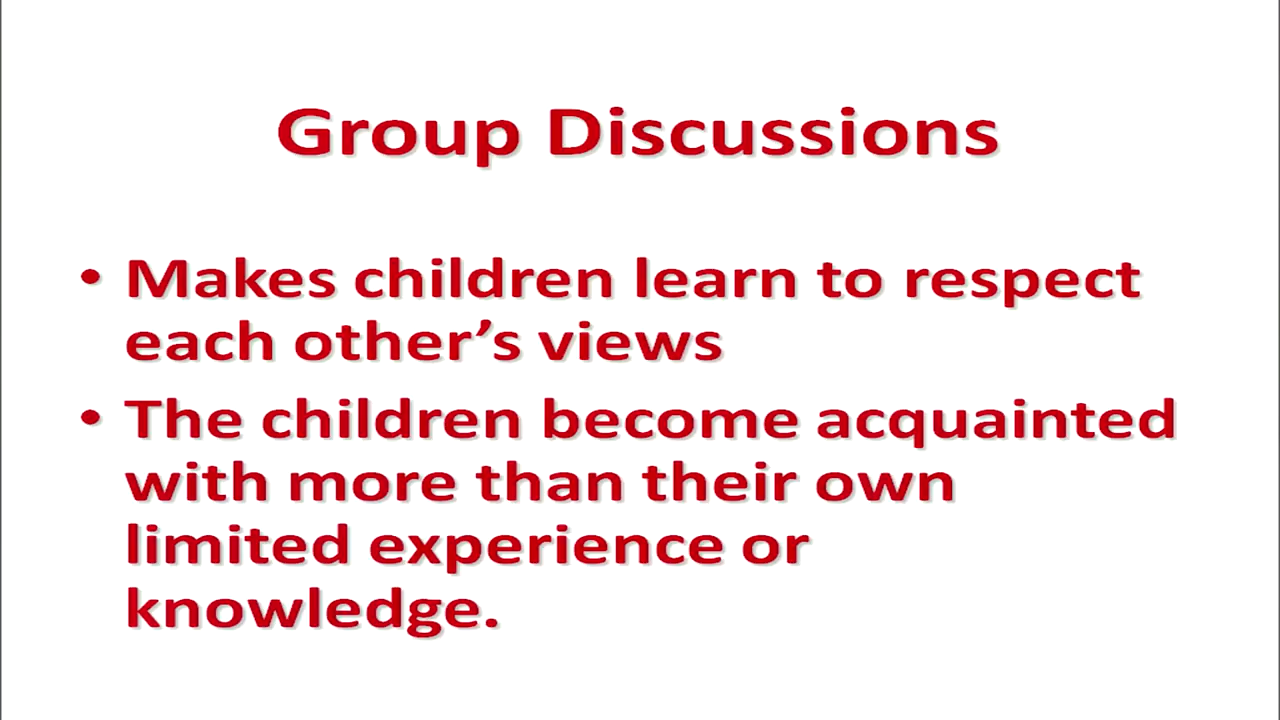 Group Discussions
• Makes children learn to respect
each other’s views
• The children become acquainted
with more than their own
limited experience or
knowledge.